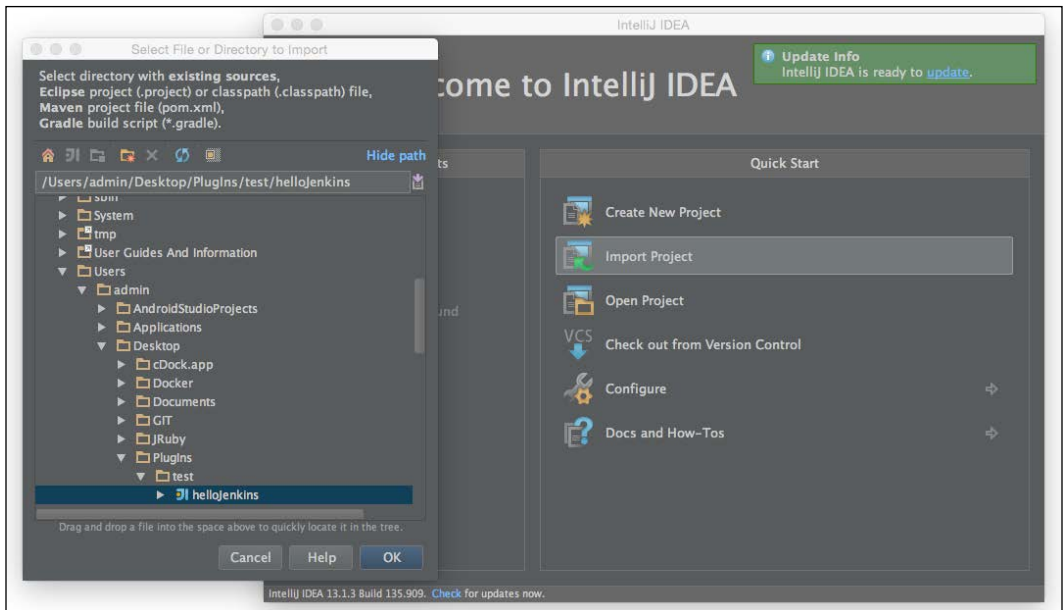 IntelliJ IDEA
Select File or Directory to Import
Select directory with existing sources,
Eclipse project (.project) or classpath (.classpath) file,
Maven project file (pom.xml),
Gradle build script (*.gradle).
Hide path
/Users/admin/Desktop/PlugIns/test/helloJenkins
sbin
System
tmp
User Guides And Information
Users
admin
AndroidStudioProjects
Applications
Desktop
cDock.app
Docker
Documents
GIT
JRuby
PlugIns
test
helloJenkins
Drag and drop a file into the space above to quickly locate it in the tree.
Cancel
Help
OK
come to IntelliJ IDEA
Update Info
IntelliJ IDEA is ready to update.
ts
und
Quick Start
Create New Project
Import Project
Open Project
VCS
Check out from Version Control
Configure
Docs and How-Tos
IntelliJ IDEA 13.1.3 Build 135.909. Check for updates now.